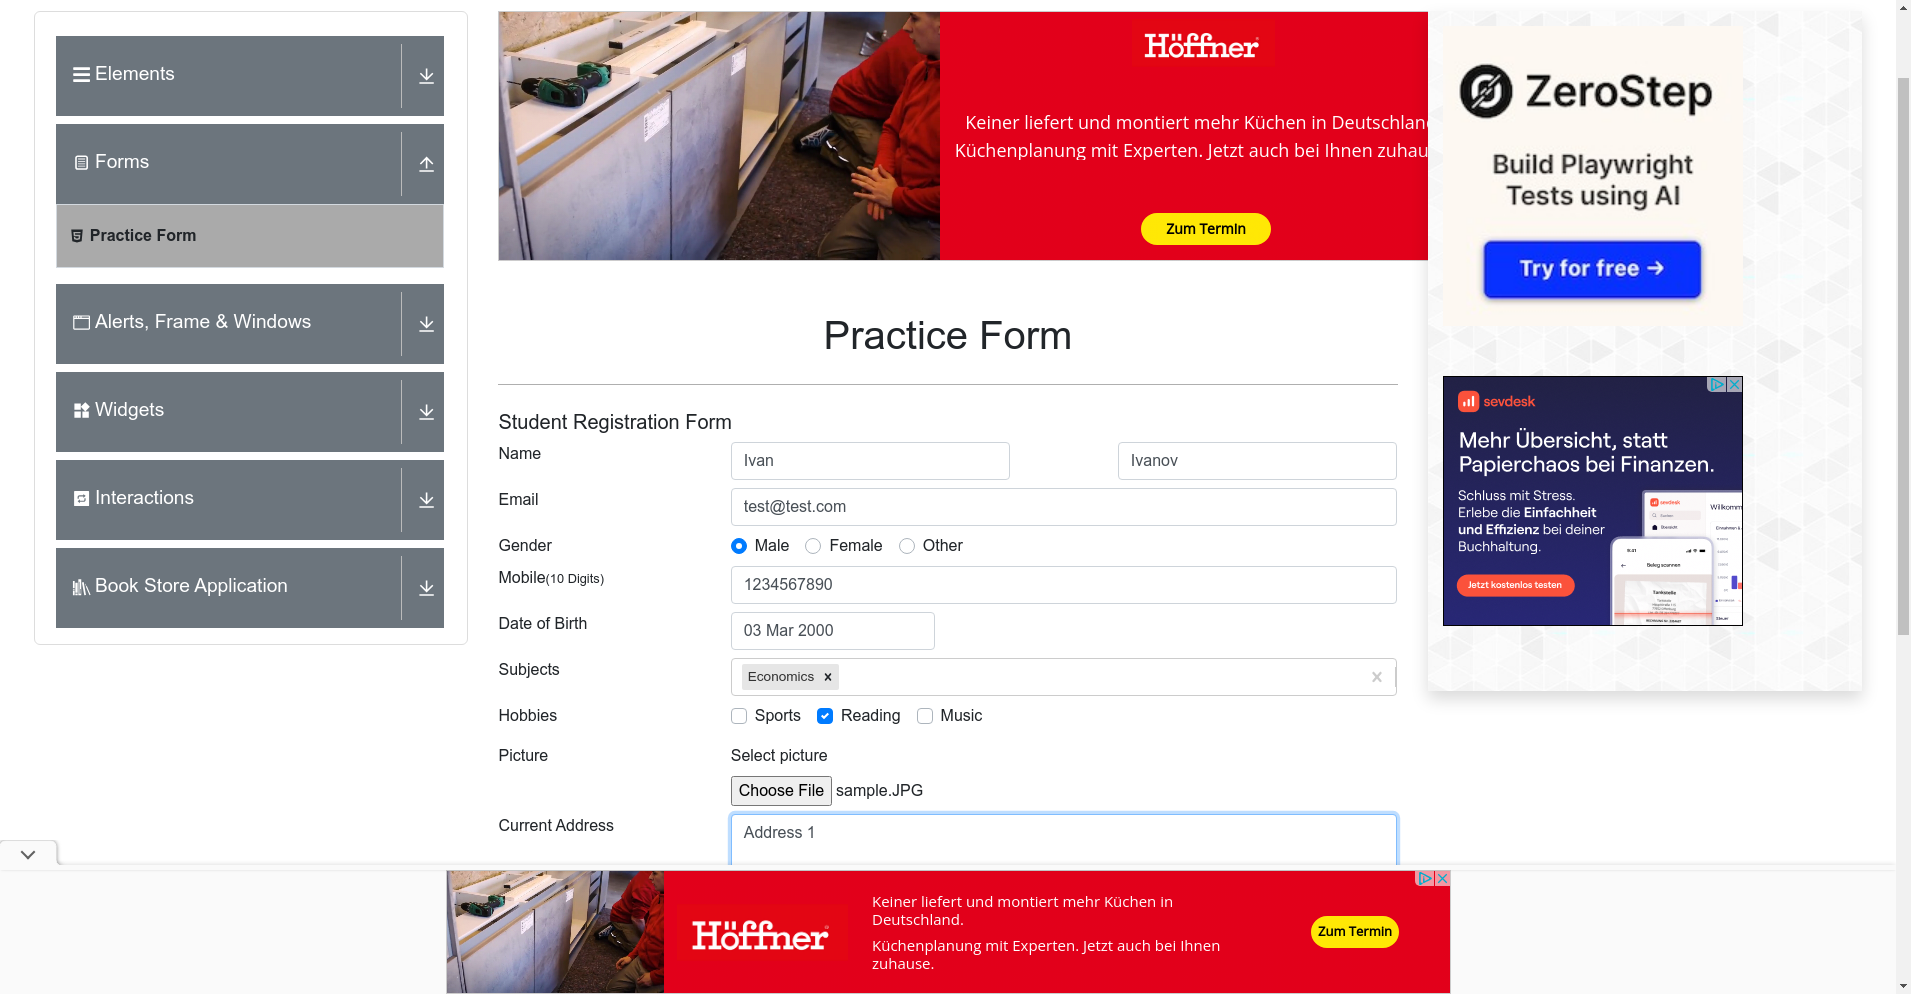 Elements
Forms
Practice Form
Alerts, Frame & Windows
Widgets
Interactions
Book Store Application
Höffner
Keiner liefert und montiert mehr Küchen in Deutschland
Küchenplanung mit Experten. Jetzt auch bei Ihnen zuhau
Zum Termin
Practice Form
Student Registration Form
Name
Ivan
Ivanov
Email
test@test.com
Gender
Male
Female
Other
Mobile(10 Digits)
1234567890
Date of Birth
03 Mar 2000
Subjects
Economics
Hobbies
Sports
Reading
Music
Picture
Select picture
Choose File sample.JPG
Current Address
Address 1
ZeroStep
Build Playwright
Tests using AI
Try for free →
sevdesk
Mehr Übersicht, statt
Papierchaos bei Finanzen.
Schluss mit Stress.
Erlebe die Einfachheit
und Effizienz bei deiner
Buchhaltung.
Jetzt kostenlos testen
sevdesk
Willkomm
Beleg scannen
Tankstelle
Höffner
Keiner liefert und montiert mehr Küchen in
Deutschland.
Küchenplanung mit Experten. Jetzt auch bei Ihnen
zuhause.
Zum Termin